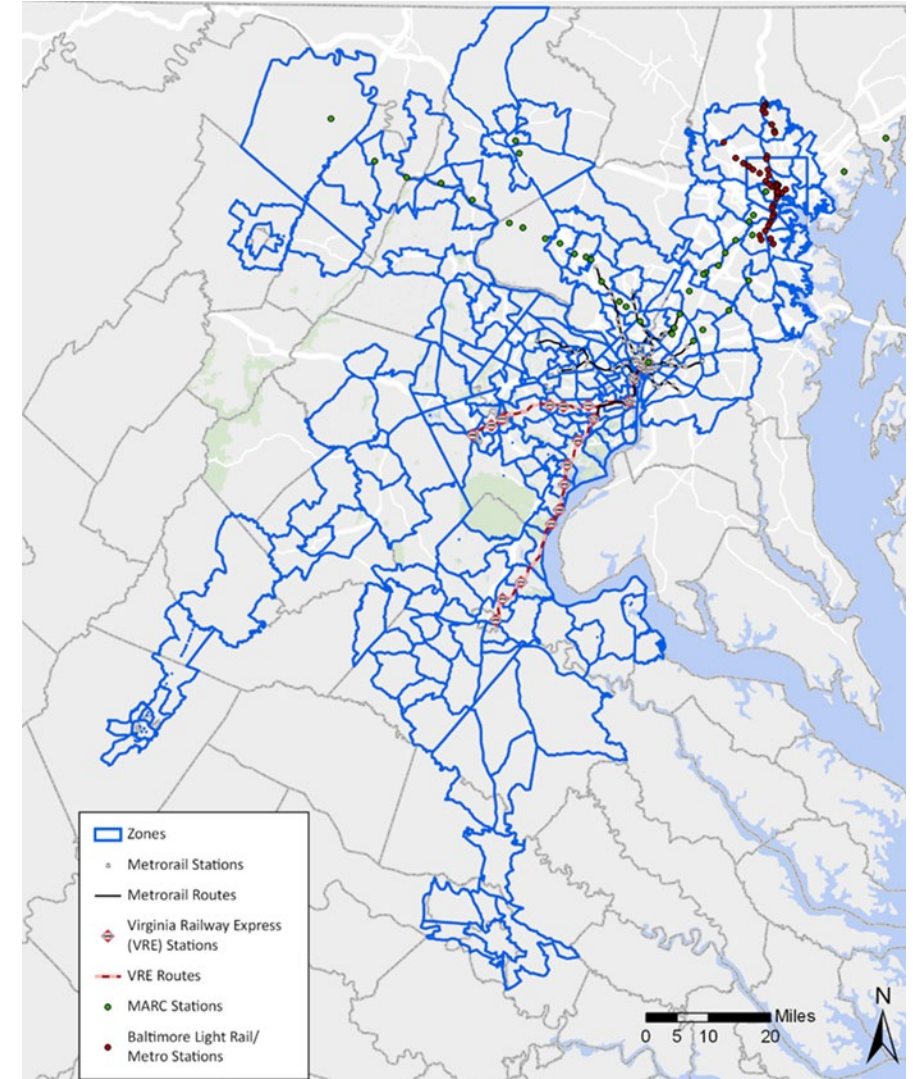 Zones
Metrorail Stations
Metrorail Routes
Virginia Railway Express
(VRE) Stations
VRE Routes
MARC Stations
Baltimore Light Rail/
Metro Stations
N
Miles
0 5 10 20